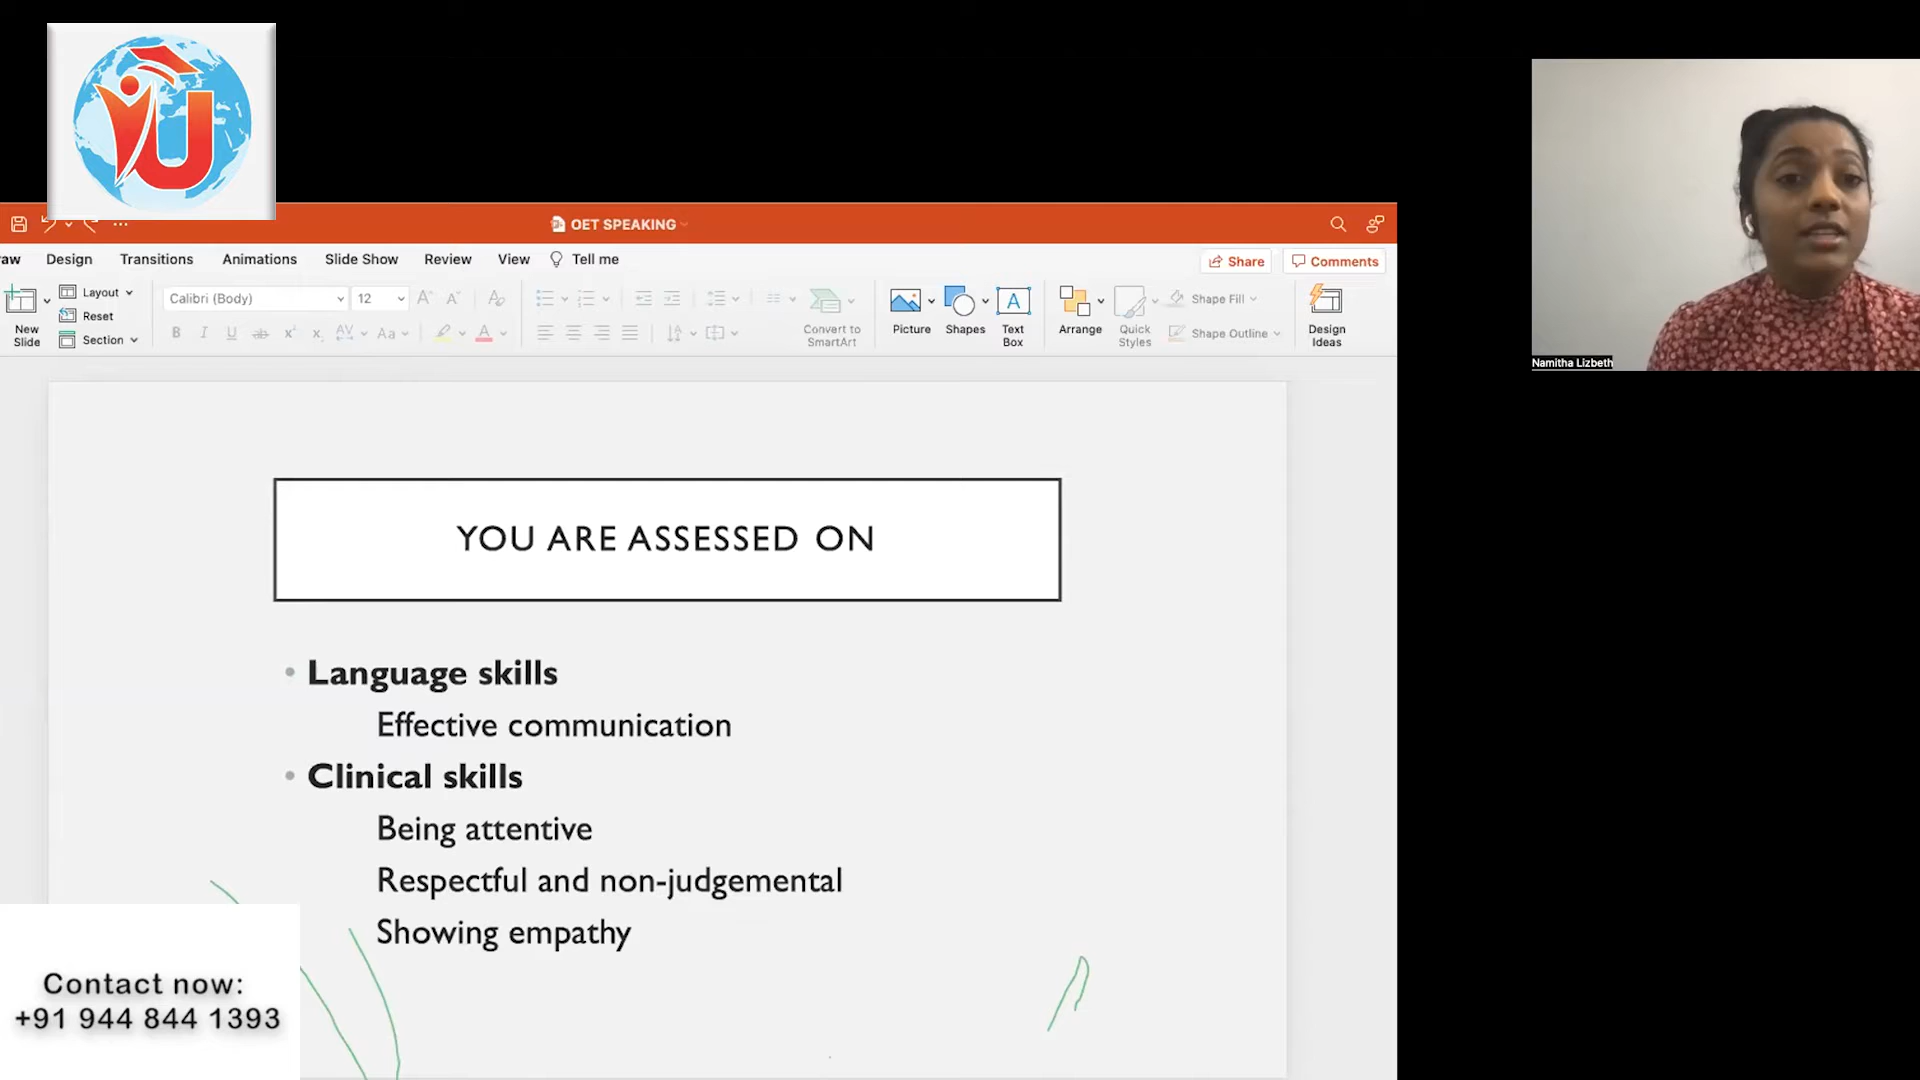 OET SPEAKING
aw Design Transitions Animations Slide Show Review View Tell me
Share Comments
New Slide
Layout
Reset
Section
Calibri (Body) 12
Convert to SmartArt
Picture
Shapes
Text Box
Arrange
Quick Styles
Shape Fill
Shape Outline
Design Ideas
Namitha Lizbeth
YOU ARE ASSESSED ON
• Language skills
Effective communication
• Clinical skills
Being attentive
Respectful and non-judgemental
Showing empathy
Contact now:
+91 944 844 1393